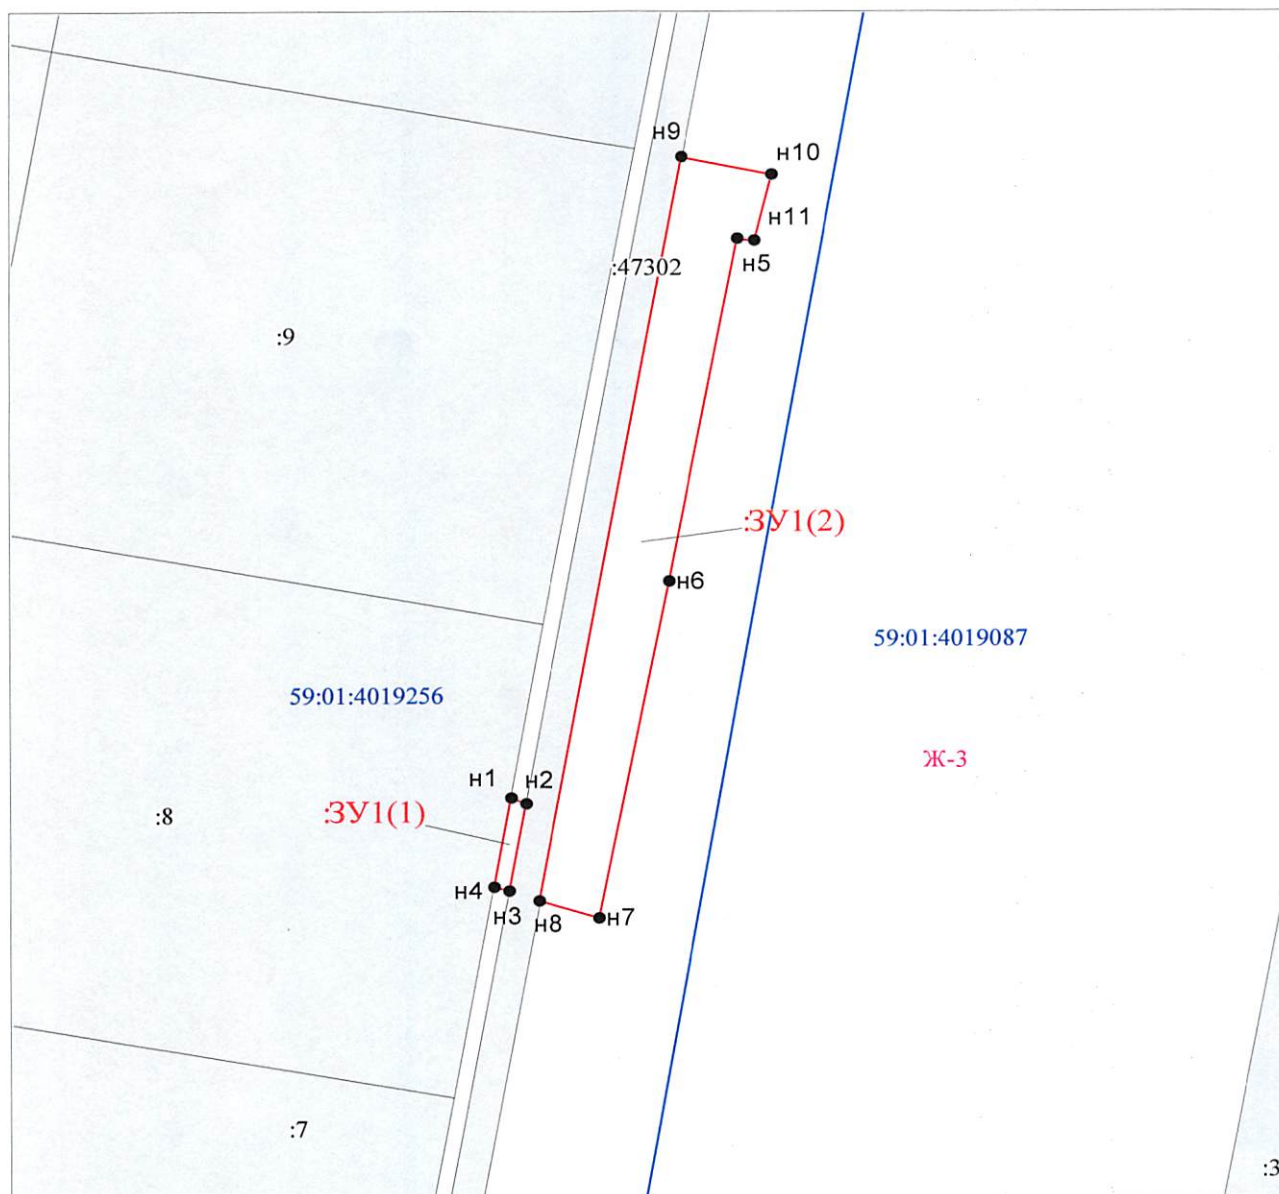 н9
н10
н11
:47302
н5
:9
:ЗУ1(2)
н6
59:01:4019087
59:01:4019256
Ж-3
н1
н2
:ЗУ1(1)
:8
н4
н3
н8
н7
:7
:3